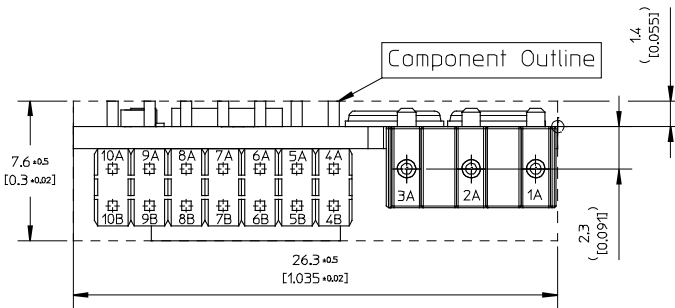 1.4
(0.055)
Component Outline
7.6 ±0.5
[0.3 ±0.02]
10A 9A 8A 7A 6A 5A 4A
3A 2A 1A
10B 9B 8B 7B 6B 5B 4B
2.3
(0.091)
26.3 ±0.5
[1.035 ±0.02]